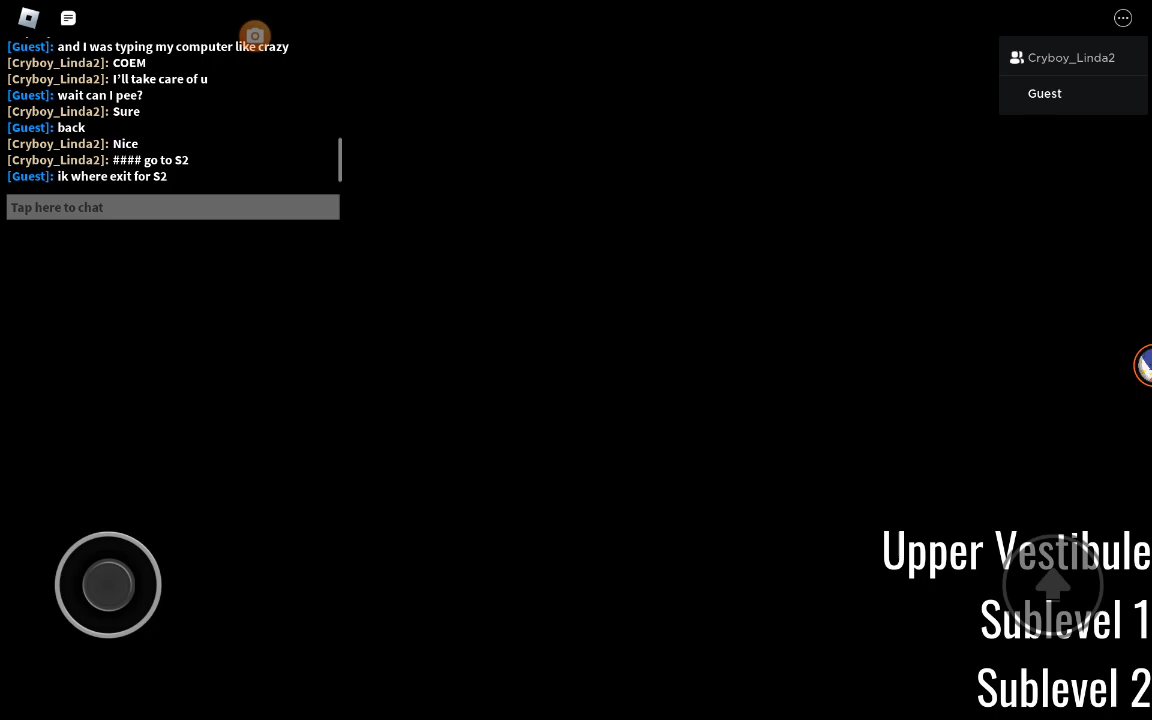 [Guest]: and I was typing my computer like crazy
[Cryboy_Linda2]: COEM
[Cryboy_Linda2]: I’ll take care of u
[Guest]: wait can I pee?
[Cryboy_Linda2]: Sure
[Guest]: back
[Cryboy_Linda2]: Nice
[Cryboy_Linda2]: #### go to S2
[Guest]: ik where exit for S2
Tap here to chat
Cryboy_Linda2
Guest
Upper Vestibule
Sublevel 1
Sublevel 2